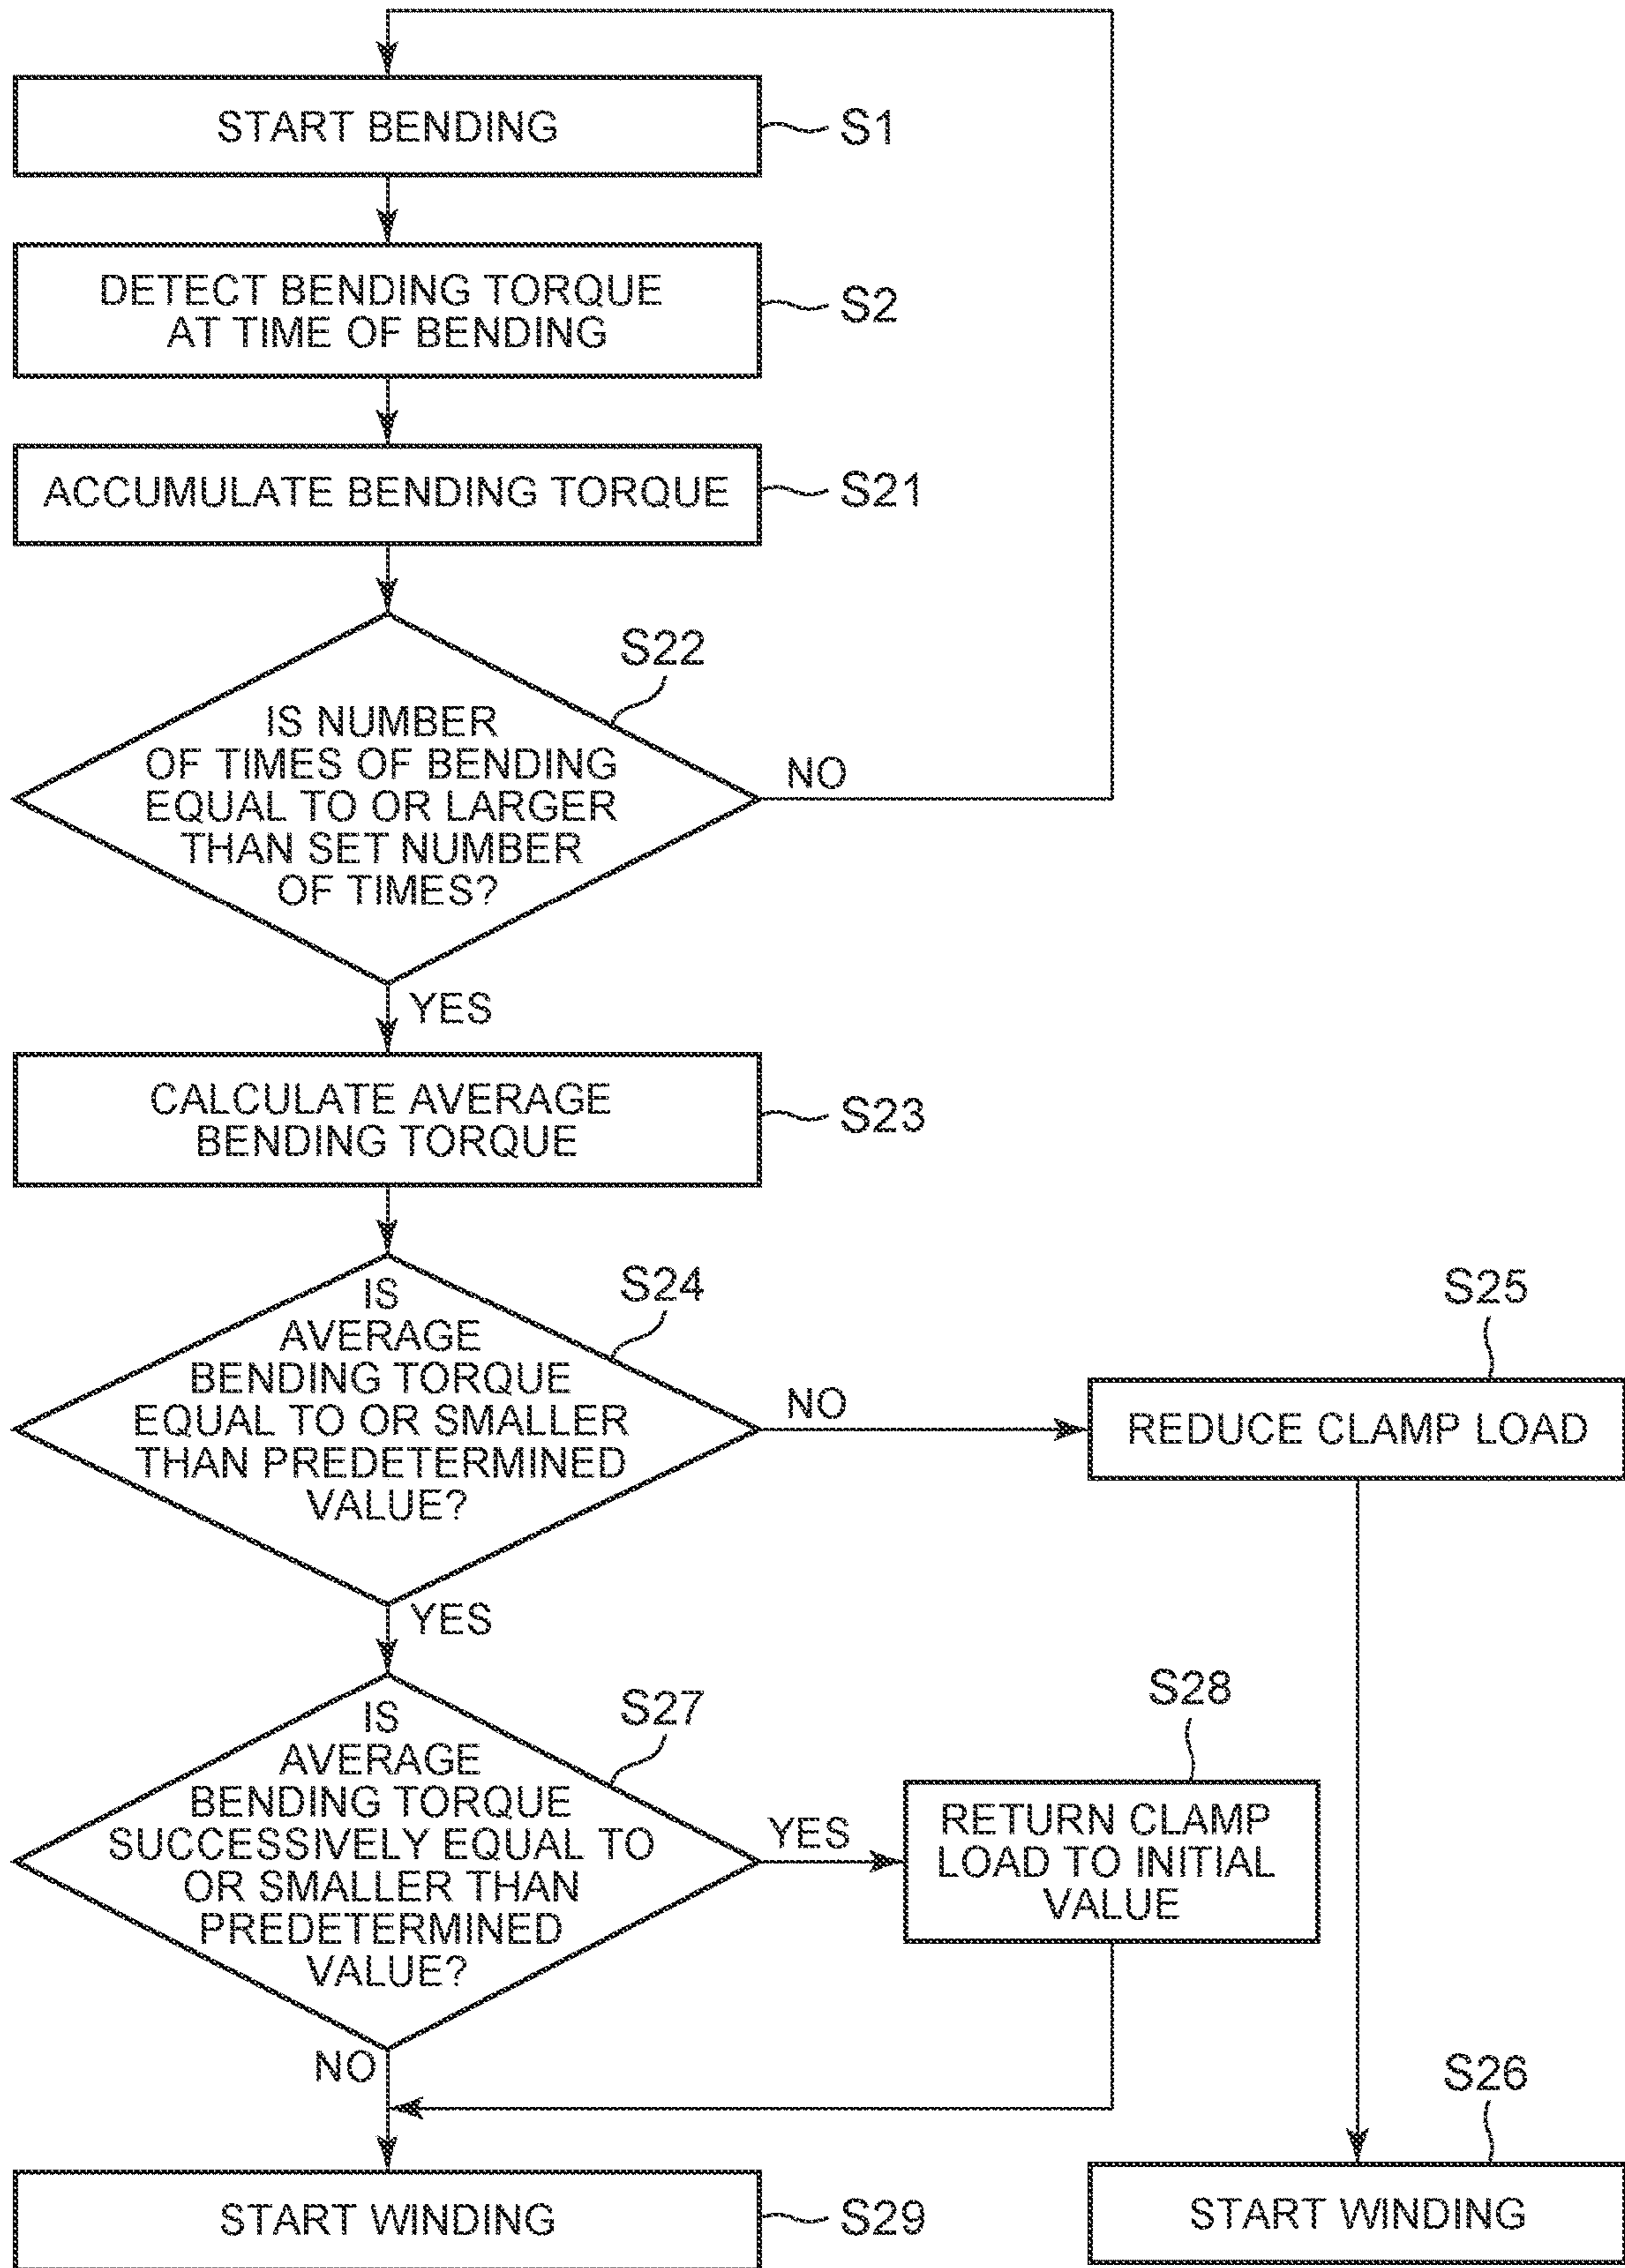 START BENDING
S1
DETECT BENDING TORQUE
AT TIME OF BENDING
S2
ACCUMULATE BENDING TORQUE
S21
S22
IS NUMBER
OF TIMES OF BENDING
EQUAL TO OR LARGER
THAN SET NUMBER
OF TIMES?
NO
YES
CALCULATE AVERAGE
BENDING TORQUE
S23
S24
IS
AVERAGE
BENDING TORQUE
EQUAL TO OR SMALLER
THAN PREDETERMINED
VALUE?
NO
S25
REDUCE CLAMP LOAD
YES
S27
IS
AVERAGE
BENDING TORQUE
SUCCESSIVELY EQUAL TO
OR SMALLER THAN
PREDETERMINED
VALUE?
YES
S28
RETURN CLAMP
LOAD TO INITIAL
VALUE
NO
S26
START WINDING
S29
START WINDING